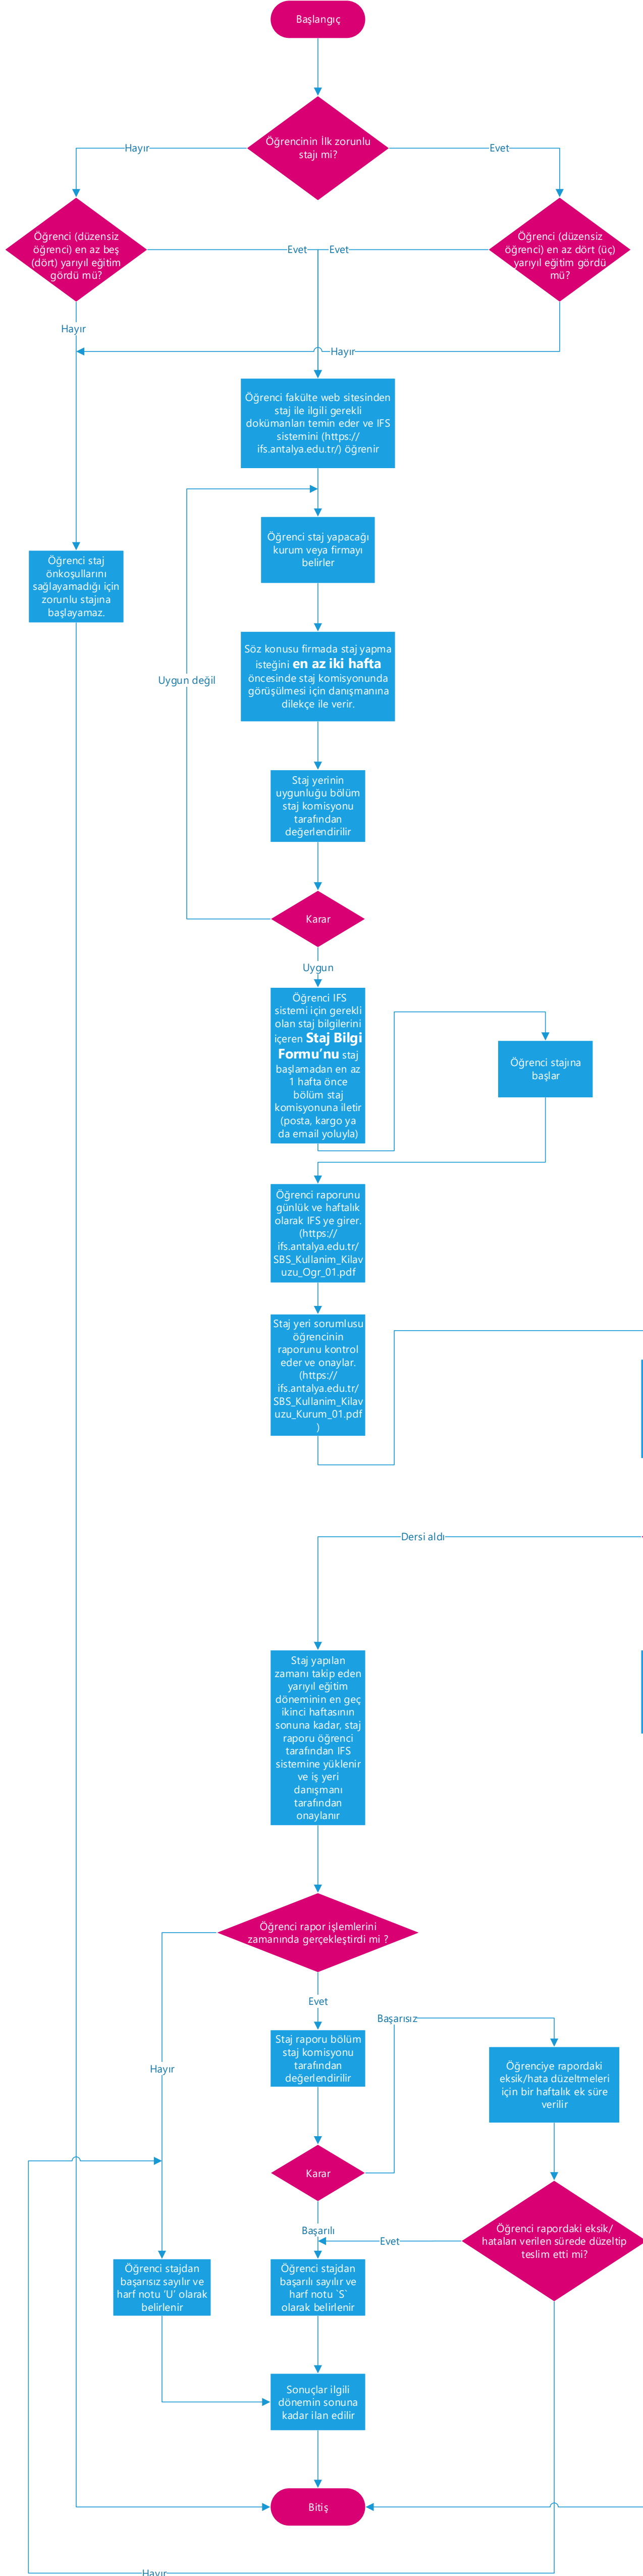 Başlangıç
Öğrencinin İlk zorunlu
stajı mi?
Hayır
Evet
Öğrenci (düzensiz
öğrenci) en az beş
(dört) yarıyıl eğitim
gördü mü?
Evet
Evet
Öğrenci (düzensiz
öğrenci) en az dört (üç)
yarıyıl eğitim gördü
mü?
Hayır
Hayır
Öğrenci fakülte web sitesinden
staj ile ilgili gerekli
dokümanları temin eder ve IFS
sistemini (https://
ifs.antalya.edu.tr/) öğrenir
Öğrenci staj yapacağı
kurum veya firmayı
belirler
Öğrenci staj
önkoşullarını
sağlayamadığı için
zorunlu stajına
başlayamaz.
Söz konusu firmada staj yapma
isteğini en az iki hafta
öncesinde staj komisyonunda
görüşülmesi için danışmanına
dilekçe ile verir.
Uygun değil
Staj yerinin
uygunluğu bölüm
staj komisyonu
tarafından
değerlendirilir
Karar
Uygun
Öğrenci IFS
sistemi için gerekli
olan staj bilgilerini
içeren Staj Bilgi
Formu'nu staj
başlamadan en az
1 hafta önce
bölüm staj
komisyonuna iletir
(posta, kargo ya
da email yoluyla)
Öğrenci stajına
başlar
Öğrenci raporunu
günlük ve haftalık
olarak IFS ye girer.
(https://
ifs.antalya.edu.tr/
SBS_Kullanim_Kilav
uzu_Ogr_01.pdf
Staj yeri sorumlusu
öğrencinin
raporunu kontrol
eder ve onaylar.
(https://
ifs.antalya.edu.tr/
SBS_Kullanim_Kilav
uzu_Kurum_01.pdf
)
Dersi aldı
Staj yapılan
zamanı takip eden
yarıyıl eğitim
döneminin en geç
ikinci haftasının
sonuna kadar, staj
raporu öğrenci
tarafından IFS
sistemine yüklenir
ve iş yeri
danışmanı
tarafından
onaylanır
Öğrenci rapor işlemlerini
zamanında gerçekleştirdi mi ?
Evet
Başarısız
Hayır
Staj raporu bölüm
staj komisyonu
tarafından
değerlendirilir
Öğrenciye rapordaki
eksik/hata düzeltmeleri
için bir haftalık ek süre
verilir
Karar
Başarılı
Evet
Öğrenci rapordaki eksik/
hataları verilen sürede düzeltip
teslim etti mi?
Öğrenci stajdan
başarısız sayılır ve
harf notu 'U' olarak
belirlenir
Öğrenci stajdan
başarılı sayılır ve
harf notu `S`
olarak belirlenir
Sonuçlar ilgili
dönemin sonuna
kadar ilan edilir
Bitiş
Hayır